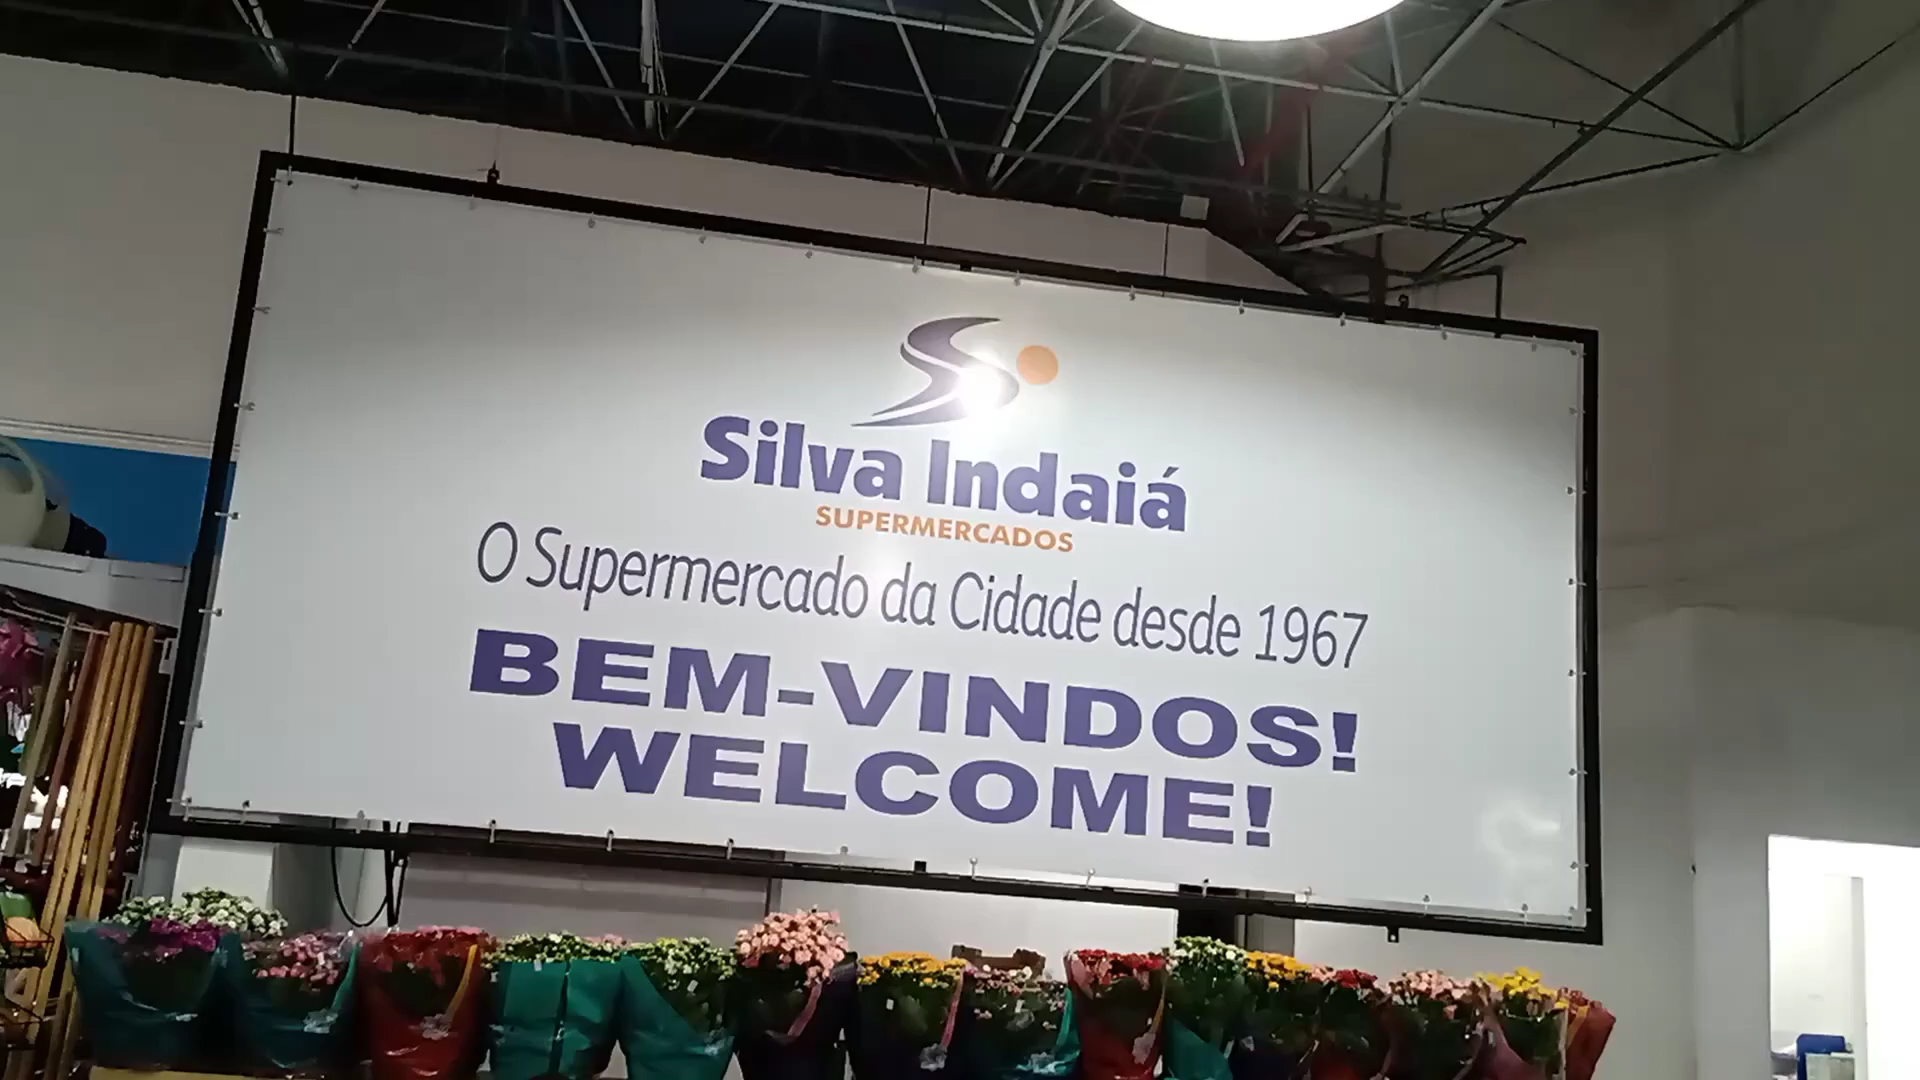 Silva Indaiá
SUPERMERCADOS
O Supermercado da Cidade desde 1967
BEM-VINDOS!
WELCOME!